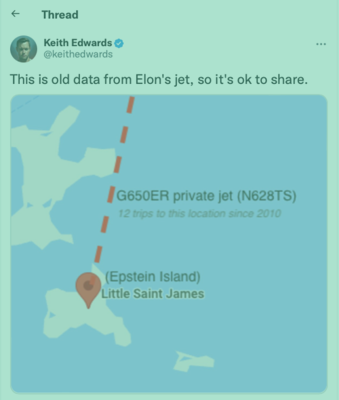 Thread
Keith Edwards
@keithedwards
This is old data from Elon's jet, so it's ok to share.
G650ER private jet (N628TS)
12 trips to this location since 2010
(Epstein Island)
Little Saint James